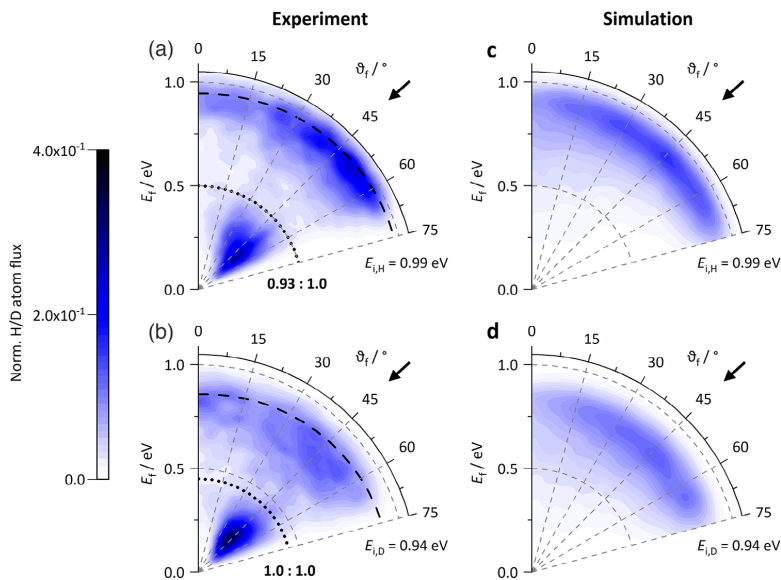 Experiment
Simulation
(a)
0
15
30
ϑf / °
45
60
75
1.0
0.5
0.0
Ef / eV
Ei,H = 0.99 eV
0.93 : 1.0
c
0
15
30
ϑf / °
45
60
75
1.0
0.5
0.0
Ef / eV
Ei,H = 0.99 eV
Norm. H/D atom flux
4.0x10-1
2.0x10-1
0.0
(b)
0
15
30
ϑf / °
45
60
75
1.0
0.5
0.0
Ef / eV
Ei,D = 0.94 eV
1.0 : 1.0
d
0
15
30
ϑf / °
45
60
75
1.0
0.5
0.0
Ef / eV
Ei,D = 0.94 eV